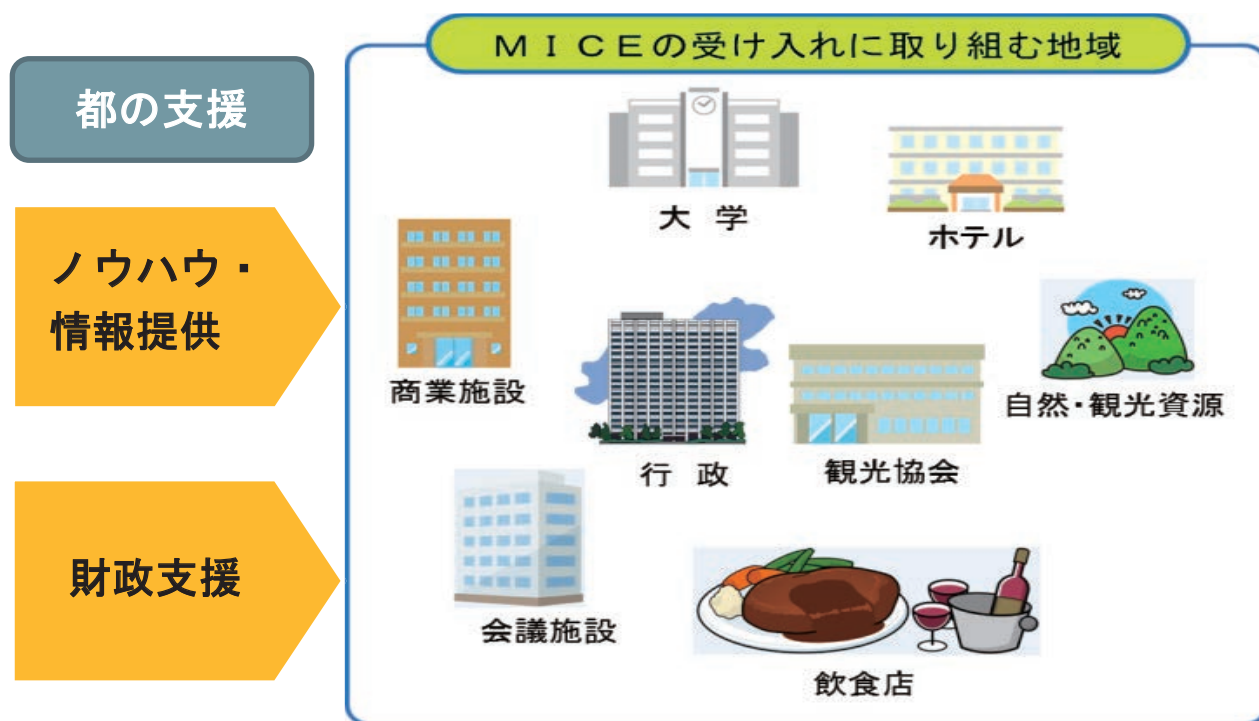 MICEの受け入れに取り組む地域
都の支援
ノウハウ・
情報提供
財政支援
大学
ホテル
商業施設
自然・観光資源
行政
観光協会
会議施設
飲食店